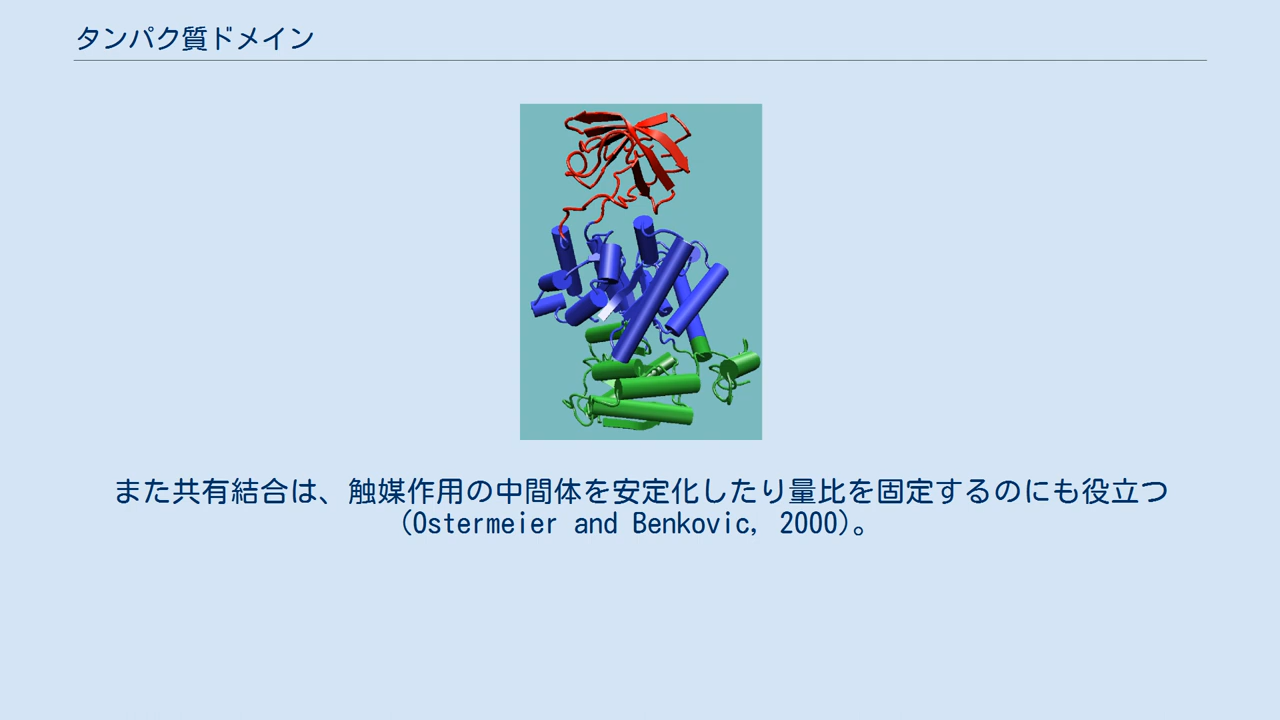 タンパク質ドメイン
また共有結合は、触媒作用の中間体を安定化したり量比を固定するのにも役立つ
(Ostermeier and Benkovic, 2000)。